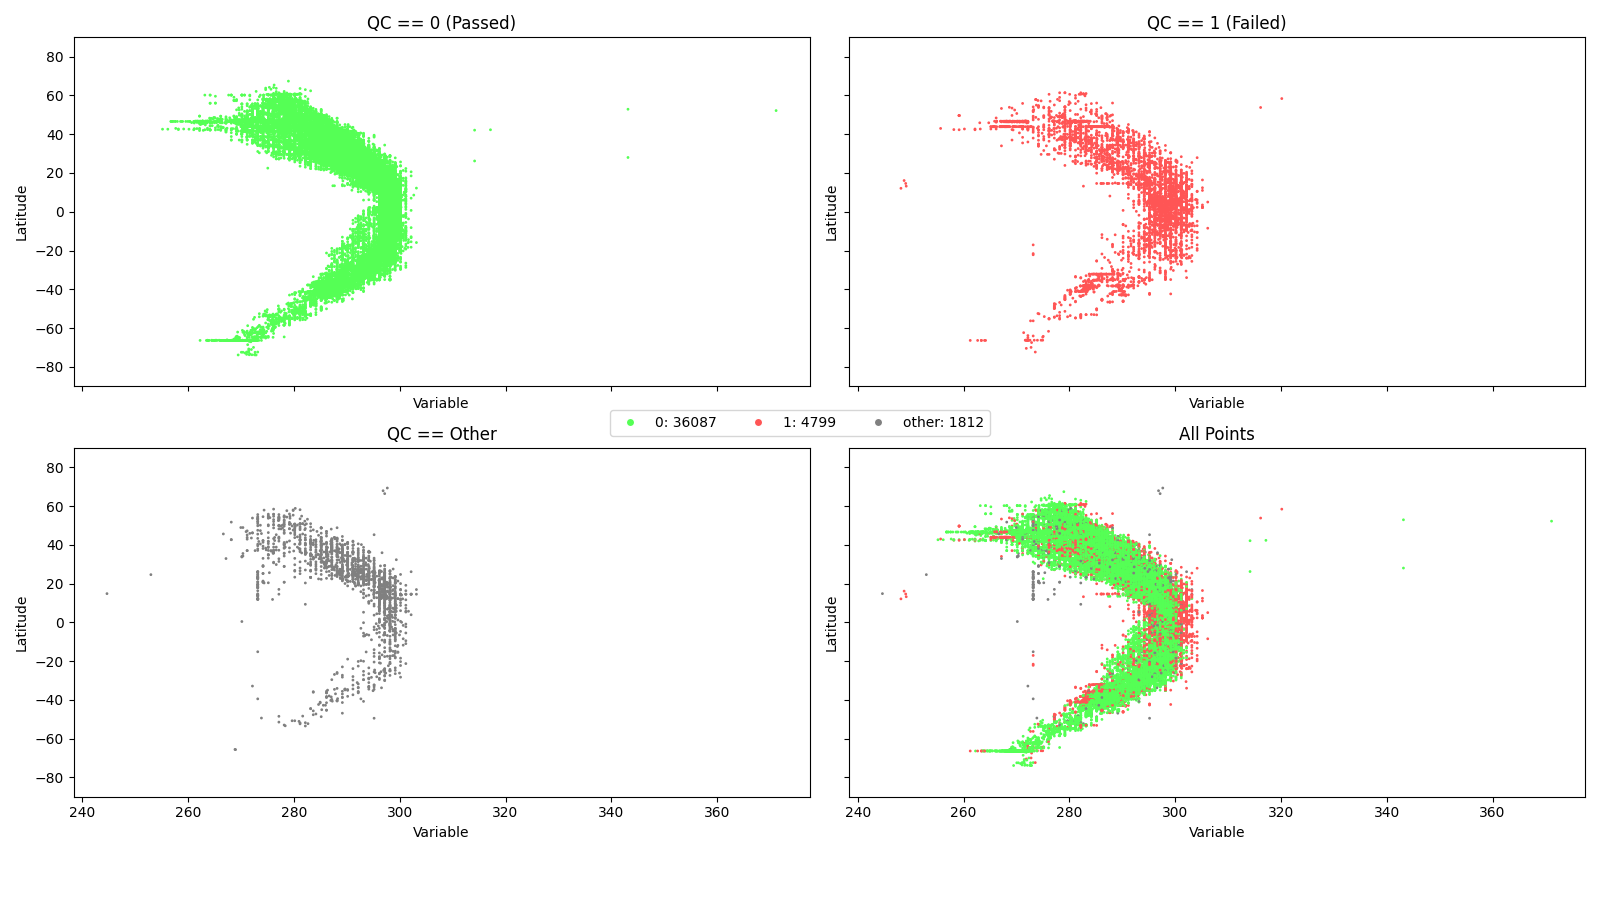 QC == 0 (Passed)
QC == 1 (Failed)
80
60
40
20
0
−20
−40
−60
−80
Latitude
Latitude
Variable
Variable
0: 36087 1: 4799 other: 1812
QC == Other
All Points
80
60
40
20
0
−20
−40
−60
−80
Latitude
Latitude
240 260 280 300 320 340 360
240 260 280 300 320 340 360
Variable
Variable